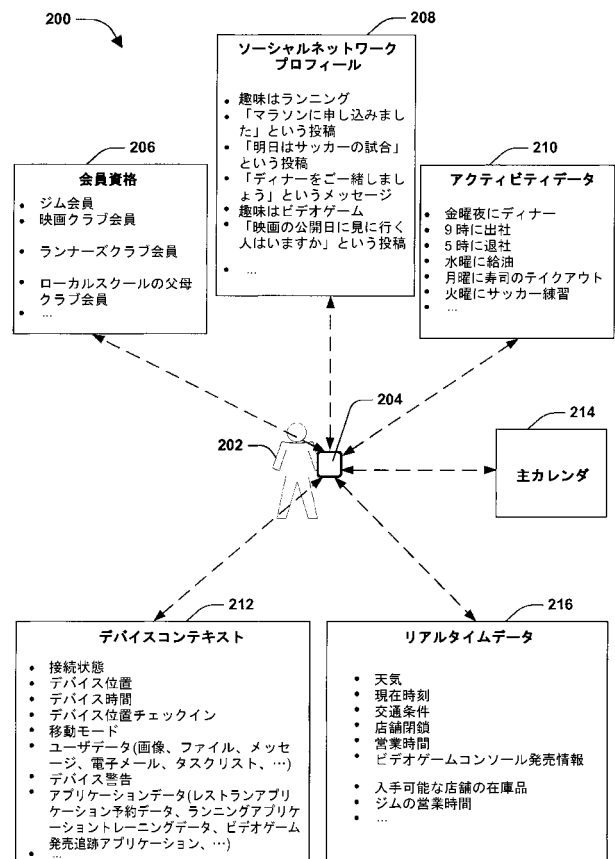 200
208
ソーシャルネットワーク
プロフィール
• 趣味はランニング
• 「マラソンに申し込みまし
た」という投稿
• 「明日はサッカーの試合」
という投稿
• 「ディナーをご一緒しまし
ょう」というメッセージ
• 趣味はビデオゲーム
• 「映画の公開日に見に行く
人はいますか」という投稿
• ...
206
会員資格
• ジム会員
• 映画クラブ会員
• ランナーズクラブ会員
• ローカルスクールの父母
クラブ会員
• ...
210
アクティビティデータ
• 金曜夜にディナー
• 9時に出社
• 5時に退社
• 水曜に給油
• 月曜に寿司のテイクアウト
• 火曜にサッカー練習
• ...
202
204
214
主カレンダ
212
デバイスコンテキスト
• 接続状態
• デバイス位置
• デバイス時間
• デバイス位置チェックイン
• 移動モード
• ユーザデータ(画像、ファイル、メッセ
ージ、電子メール、タスクリスト、…)
• デバイス警告
• アプリケーションデータ(レストランアプリ
ケーション予約データ、ランニングアプリケ
ーショントレーニングデータ、ビデオゲーム
発売追跡アプリケーション、…)
• ...
216
リアルタイムデータ
• 天気
• 現在時刻
• 交通条件
• 店舗閉鎖
• 営業時間
• ビデオゲームコンソール発売情報
• 入手可能な店舗の在庫品
• ジムの営業時間
• ...